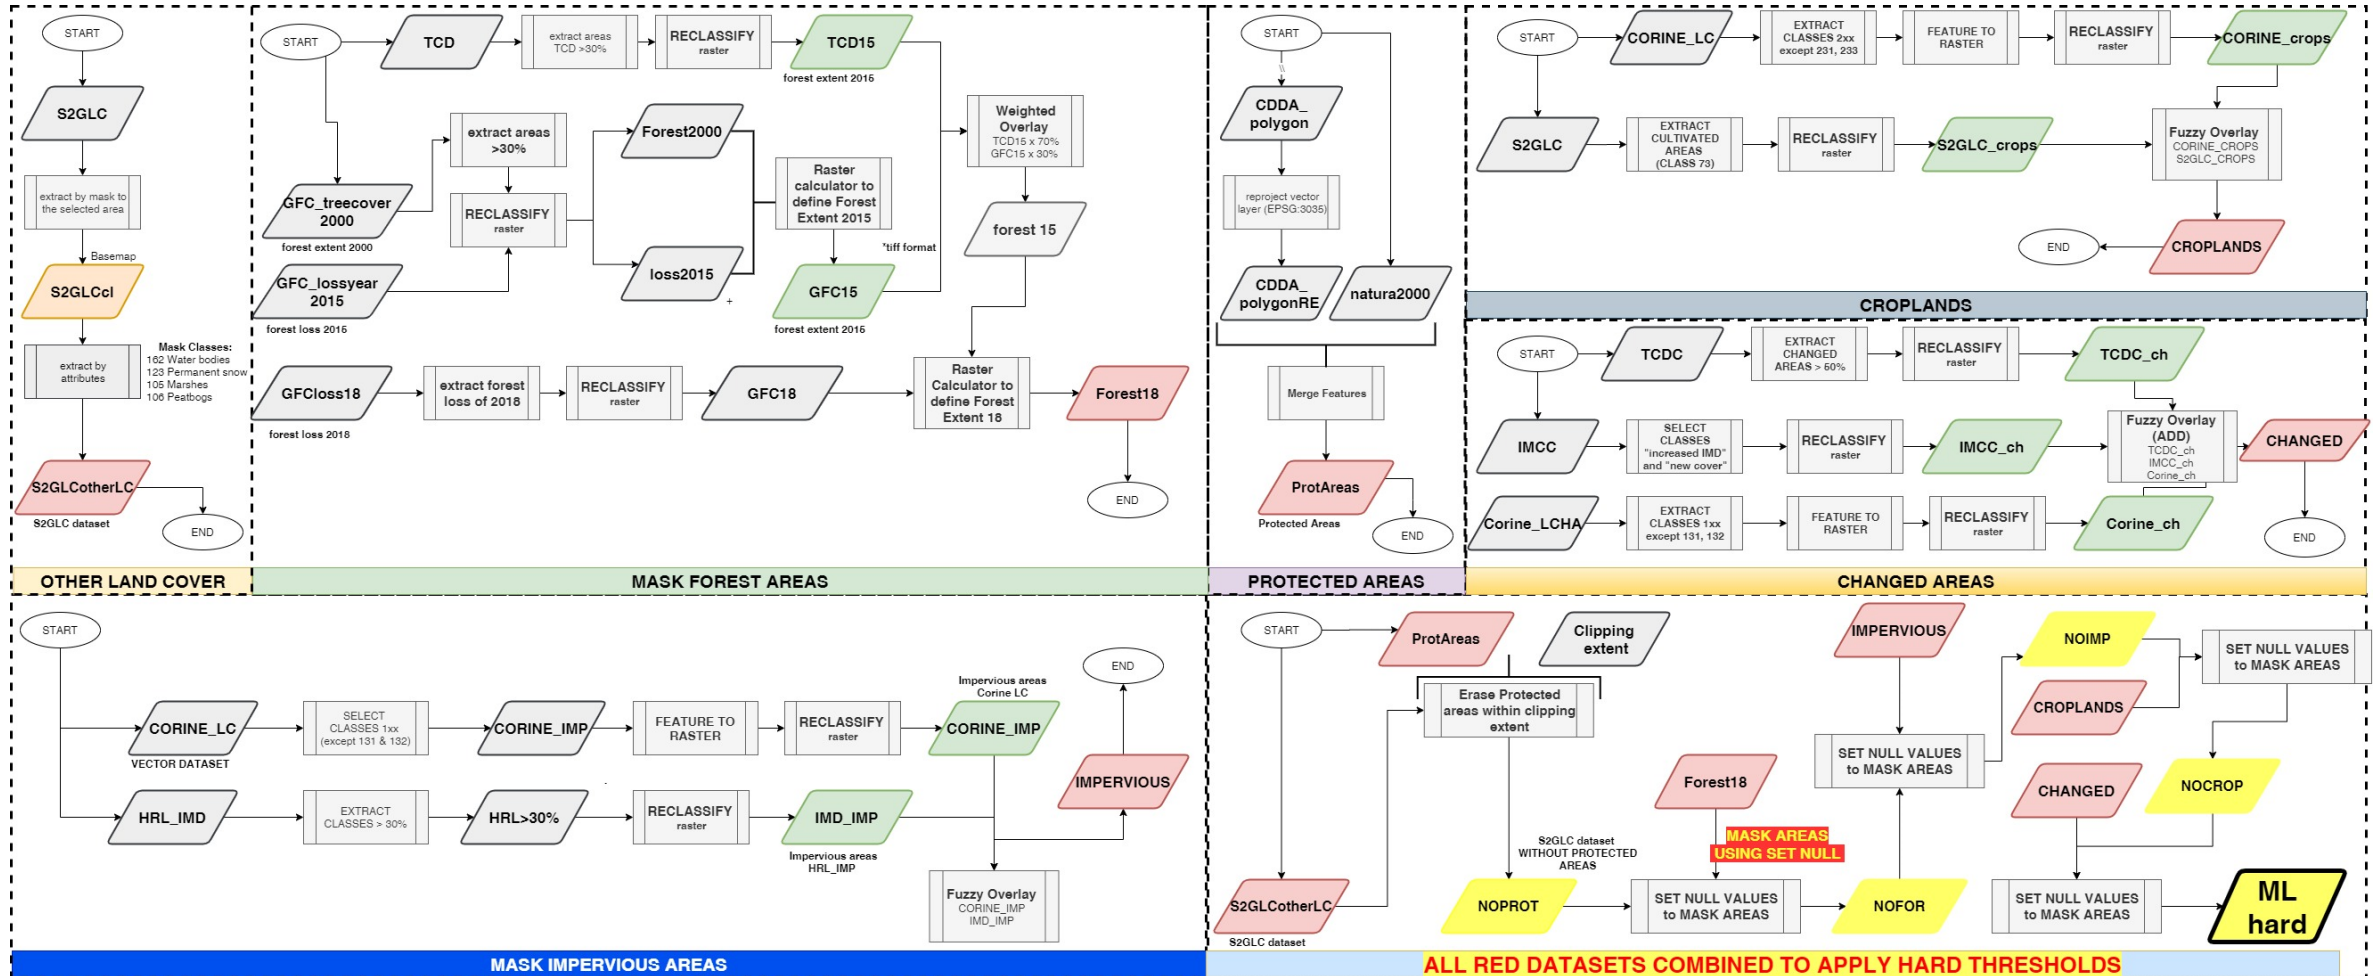 START
S2GLC
extract by mask to
the selected area
Basemap
S2GLCcl
extract by
attributes
Mask Classes:
162 Water bodies
123 Permanent snow
105 Marshes
106 Peatbogs
S2GLCotherLC
S2GLC dataset
END
OTHER LAND COVER
START
TCD
extract areas
TCD >30%
RECLASSIFY
raster
TCD15
forest extent 2015
GFC_treecover
2000
forest extent 2000
extract areas
>30%
RECLASSIFY
raster
GFC_lossyear
2015
forest loss 2015
Forest2000
loss2015
+
Raster
calculator to
define Forest
Extent 2015
*tiff format
GFC15
forest extent 2015
Weighted
Overlay
TCD15 x 70%
GFC15 x 30%
forest 15
GFCloss18
forest loss 2018
extract forest
loss of 2018
RECLASSIFY
raster
GFC18
Raster
Calculator to
define Forest
Extent 18
Forest18
END
MASK FOREST AREAS
START
\\
CDDA_
polygon
reproject vector
layer (EPSG:3035)
CDDA_
polygonRE
natura2000
Merge Features
ProtAreas
Protected Areas
END
PROTECTED AREAS
START
CORINE_LC
EXTRACT
CLASSES 2xx
except 231, 233
FEATURE TO
RASTER
RECLASSIFY
raster
CORINE_crops
S2GLC
EXTRACT
CULTIVATED
AREAS
(CLASS 73)
RECLASSIFY
raster
S2GLC_crops
Fuzzy Overlay
CORINE_CROPS
S2GLC_CROPS
CROPLANDS
END
CROPLANDS
START
TCDC
EXTRACT
CHANGED
AREAS > 50%
RECLASSIFY
raster
TCDC_ch
IMCC
SELECT
CLASSES
"increased IMD"
and "new cover"
RECLASSIFY
raster
IMCC_ch
Fuzzy Overlay
(ADD)
TCDC_ch
IMCC_ch
Corine_ch
CHANGED
Corine_LCHA
EXTRACT
CLASSES 1xx
except 131, 132
FEATURE TO
RASTER
RECLASSIFY
raster
Corine_ch
END
CHANGED AREAS
START
CORINE_LC
VECTOR DATASET
SELECT
CLASSES 1xx
(except 131 & 132)
CORINE_IMP
FEATURE TO
RASTER
RECLASSIFY
raster
Impervious areas
Corine LC
CORINE_IMP
HRL_IMD
EXTRACT
CLASSES > 30%
HRL>30%
RECLASSIFY
raster
IMD_IMP
Impervious areas
HRL_IMP
Fuzzy Overlay
CORINE_IMP
IMD_IMP
IMPERVIOUS
END
MASK IMPERVIOUS AREAS
START
ProtAreas
Clipping
extent
Erase Protected
areas within clipping
extent
S2GLCotherLC
S2GLC dataset
NOPROT
S2GLC dataset
WITHOUT PROTECTED
AREAS
Forest18
MASK AREAS
USING SET NULL
SET NULL VALUES
to MASK AREAS
NOFOR
IMPERVIOUS
SET NULL VALUES
to MASK AREAS
NOIMP
CROPLANDS
SET NULL VALUES
to MASK AREAS
NOCROP
CHANGED
SET NULL VALUES
to MASK AREAS
ML
hard
ALL RED DATASETS COMBINED TO APPLY HARD THRESHOLDS